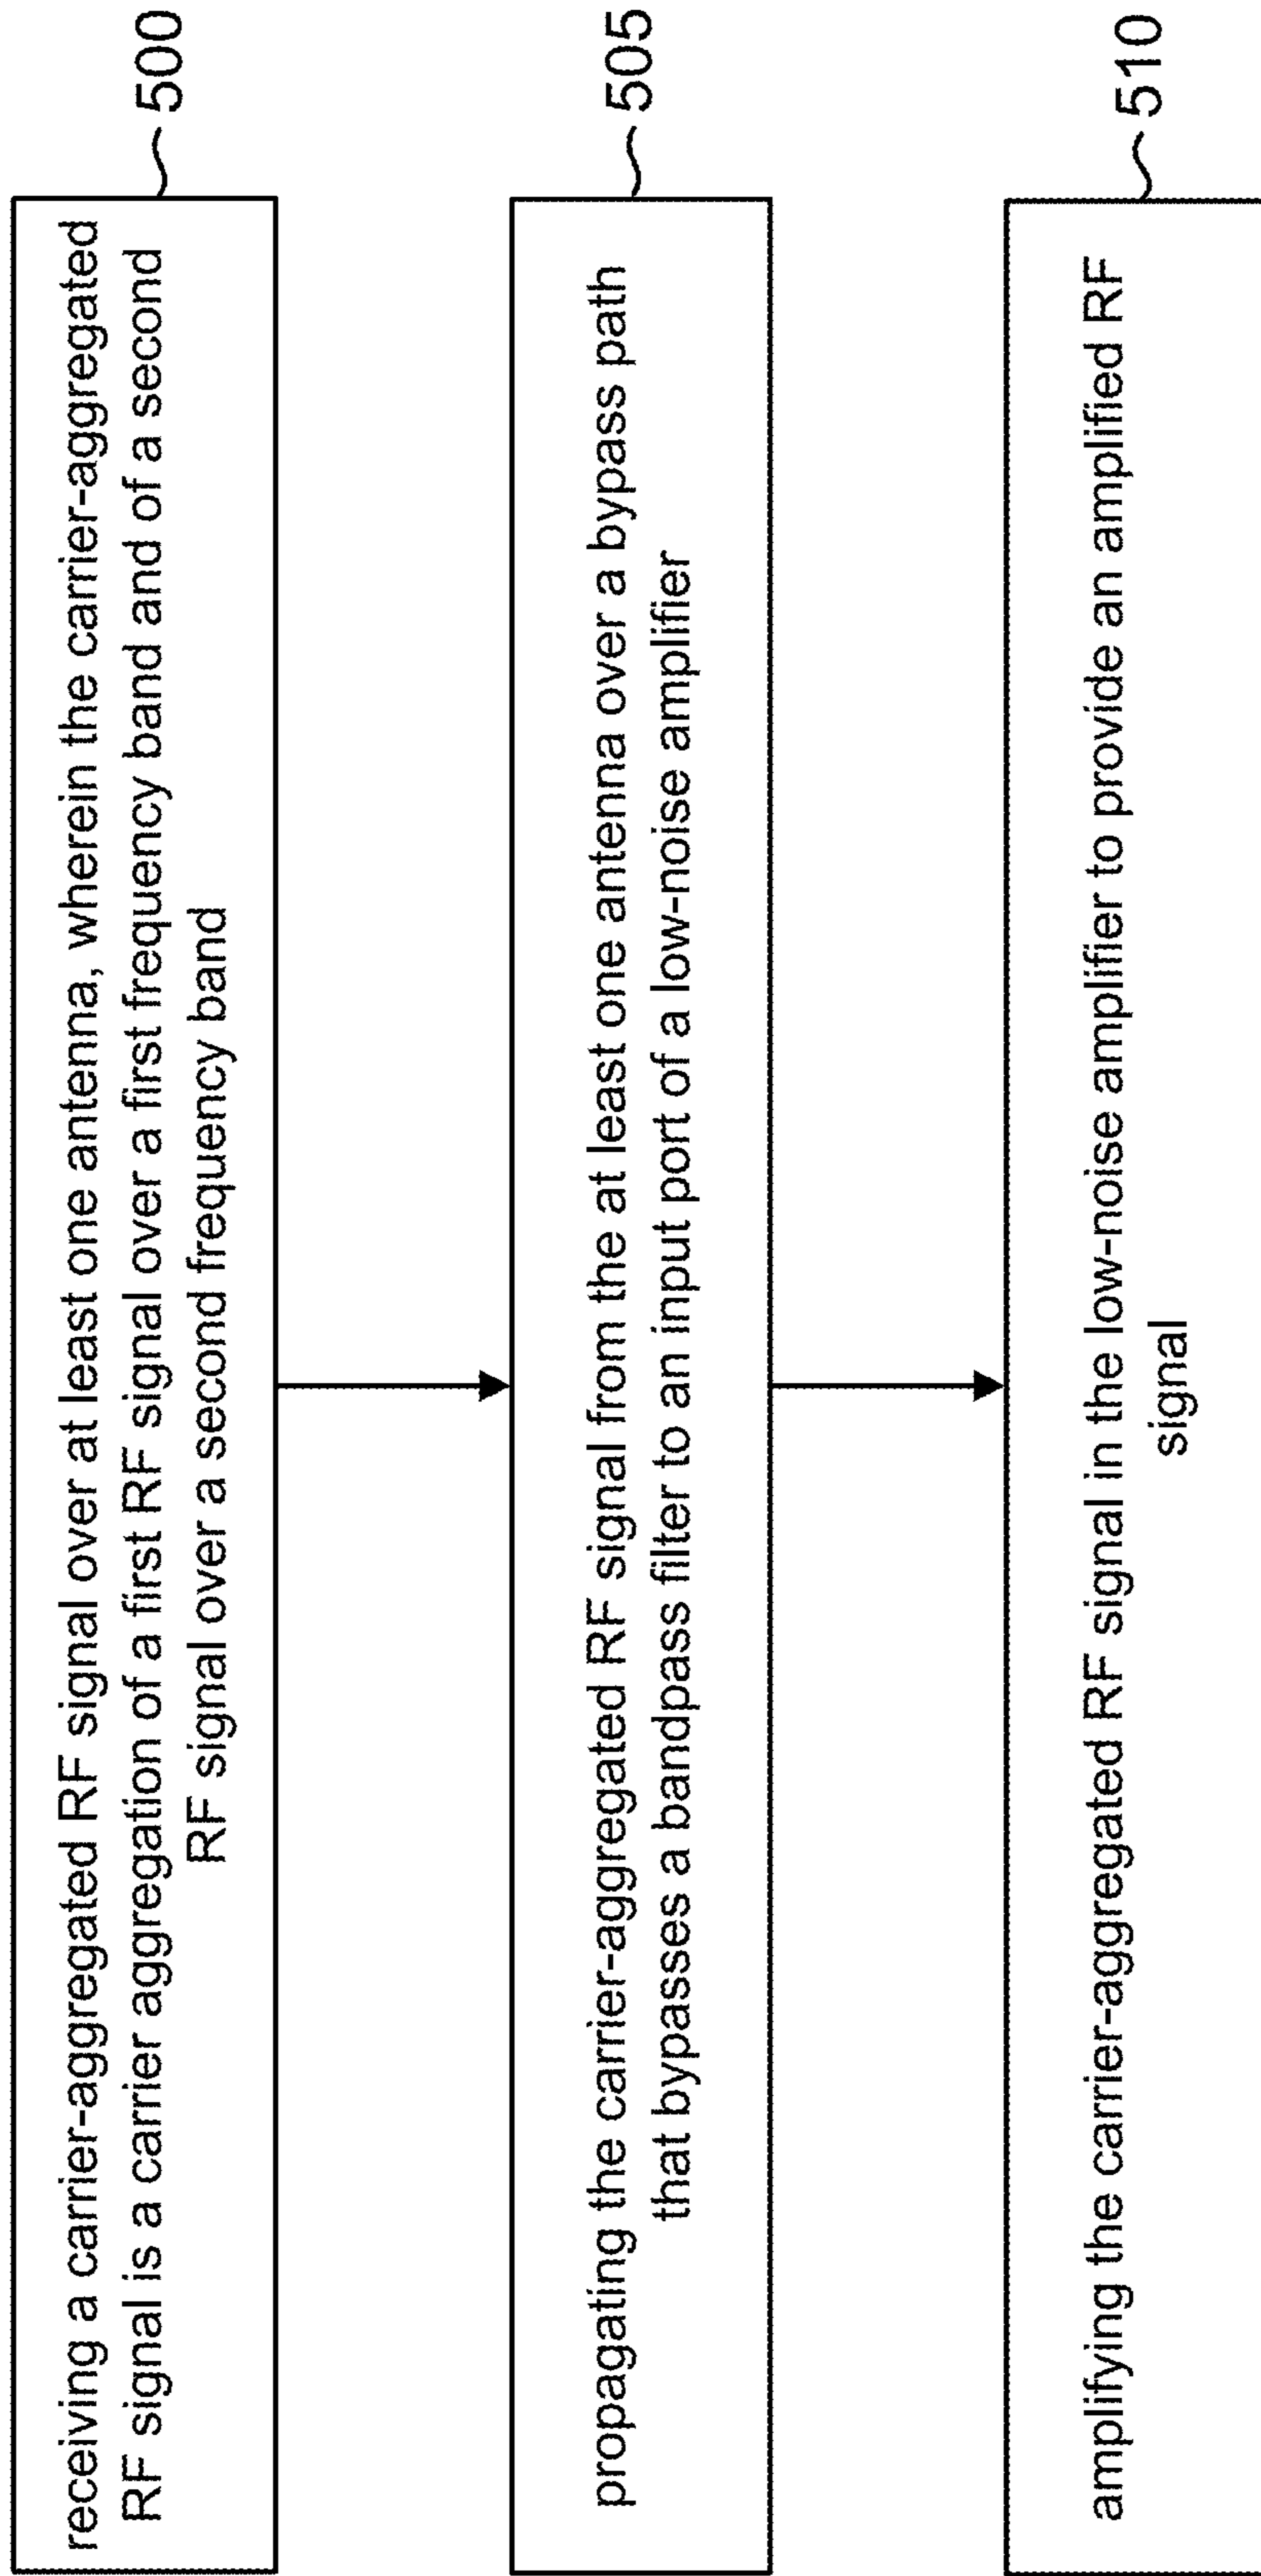 receiving a carrier-aggregated RF signal over at least one antenna, wherein the carrier-aggregated
RF signal is a carrier aggregation of a first RF signal over a first frequency band and of a second
RF signal over a second frequency band
500
propagating the carrier-aggregated RF signal from the at least one antenna over a bypass path
that bypasses a bandpass filter to an input port of a low-noise amplifier
505
amplifying the carrier-aggregated RF signal in the low-noise amplifier to provide an amplified RF
signal
510